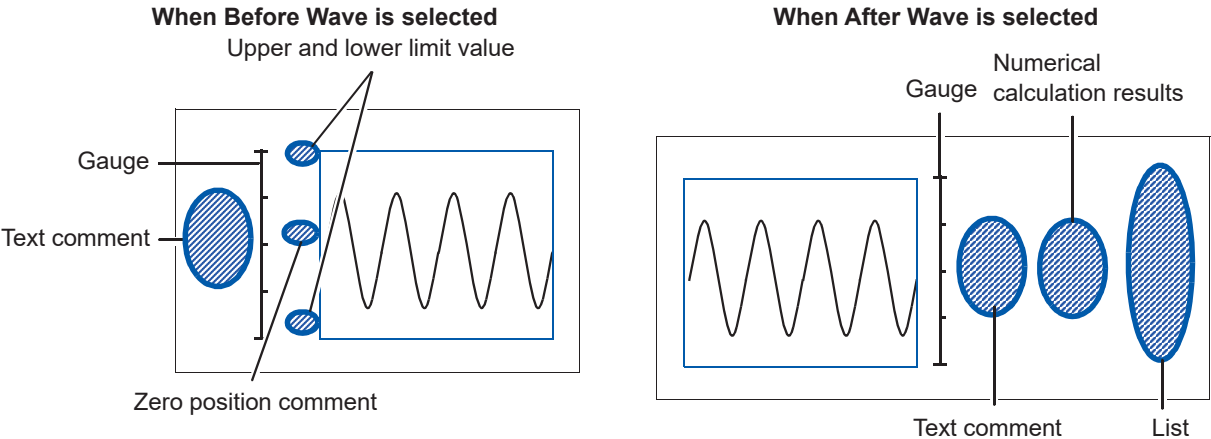 When Before Wave is selected
Upper and lower limit value
Gauge
Text comment
Zero position comment
When After Wave is selected
Numerical
Gauge calculation results
Text comment
List